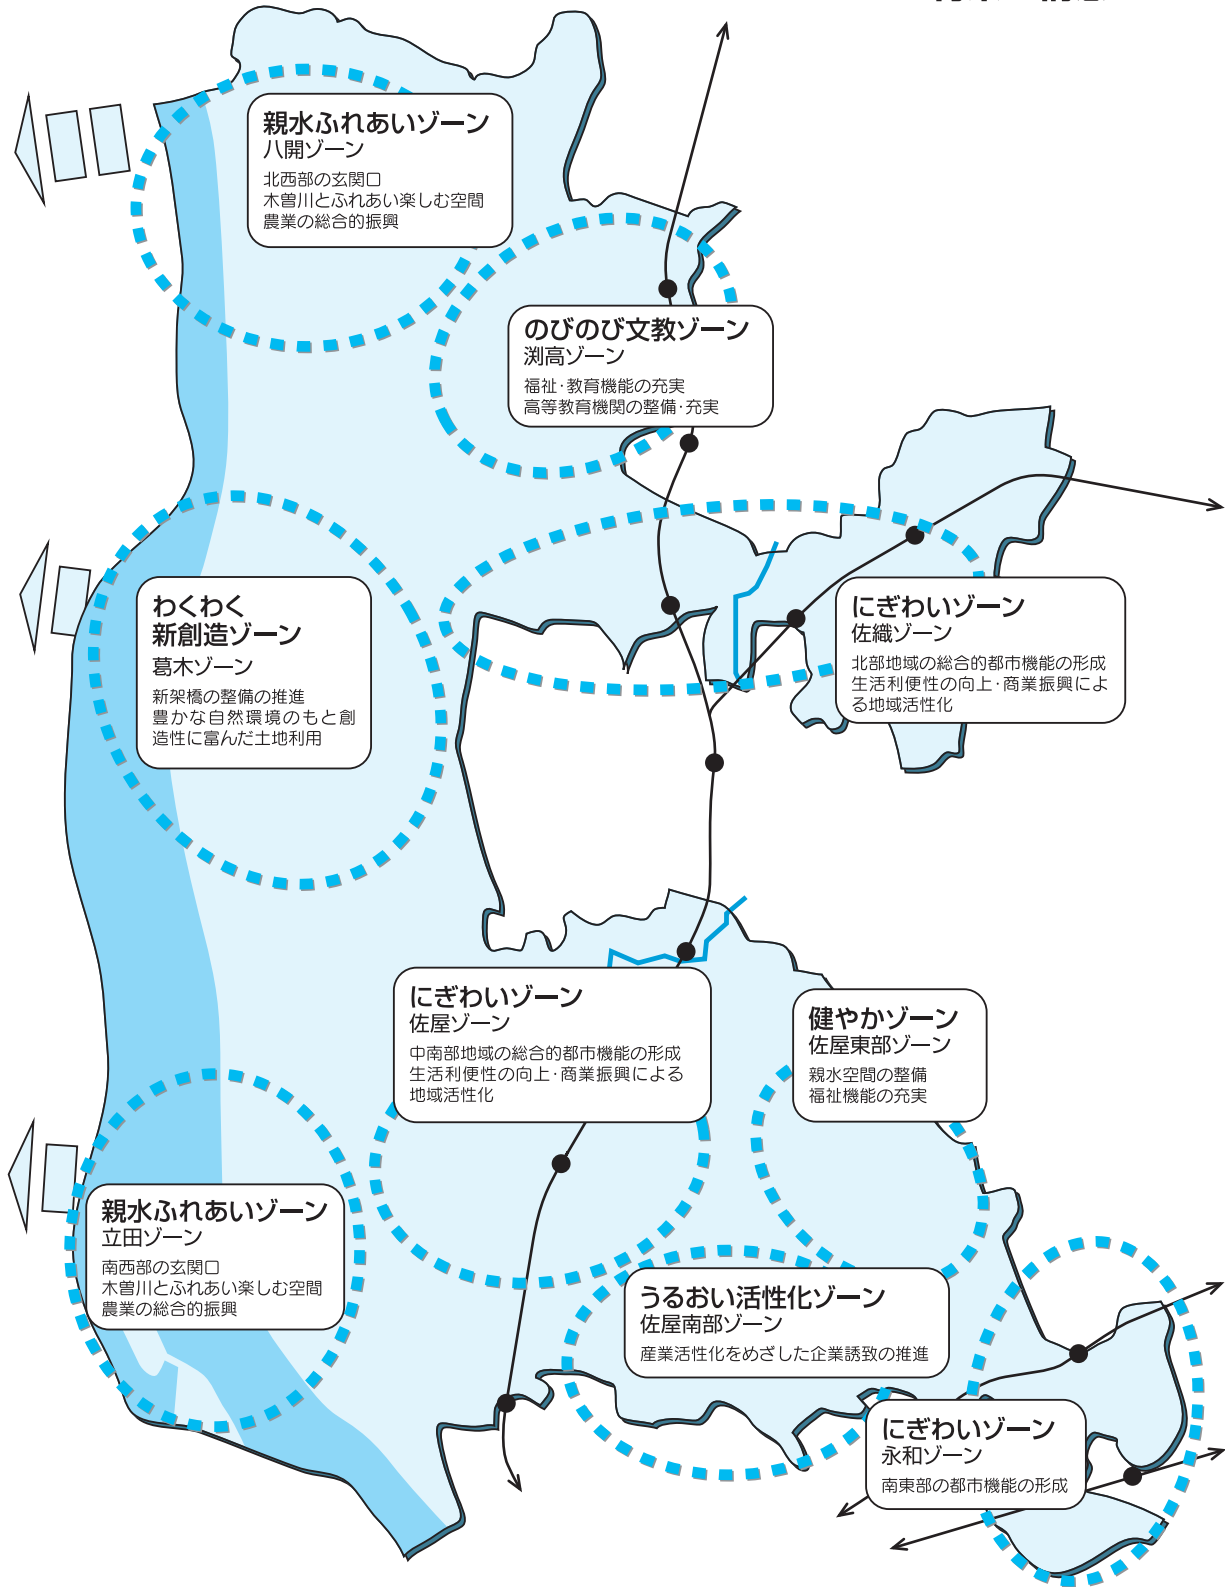 親水ふれあいゾーン
八開ゾーン
北西部の玄関口
木曽川とふれあい楽しむ空間
農業の総合的振興
のびのび文教ゾーン
渕高ゾーン
福祉･教育機能の充実
高等教育機関の整備･充実
わくわく
新創造ゾーン
葛木ゾーン
新架橋の整備の推進
豊かな自然環境のもと創
造性に富んだ土地利用
にぎわいゾーン
佐織ゾーン
北部地域の総合的都市機能の形成
生活利便性の向上･商業振興によ
る地域活性化
にぎわいゾーン
佐屋ゾーン
中南部地域の総合的都市機能の形成
生活利便性の向上･商業振興による
地域活性化
健やかゾーン
佐屋東部ゾーン
親水空間の整備
福祉機能の充実
親水ふれあいゾーン
立田ゾーン
南西部の玄関口
木曽川とふれあい楽しむ空間
農業の総合的振興
うるおい活性化ゾーン
佐屋南部ゾーン
産業活性化をめざした企業誘致の推進
にぎわいゾーン
永和ゾーン
南東部の都市機能の形成